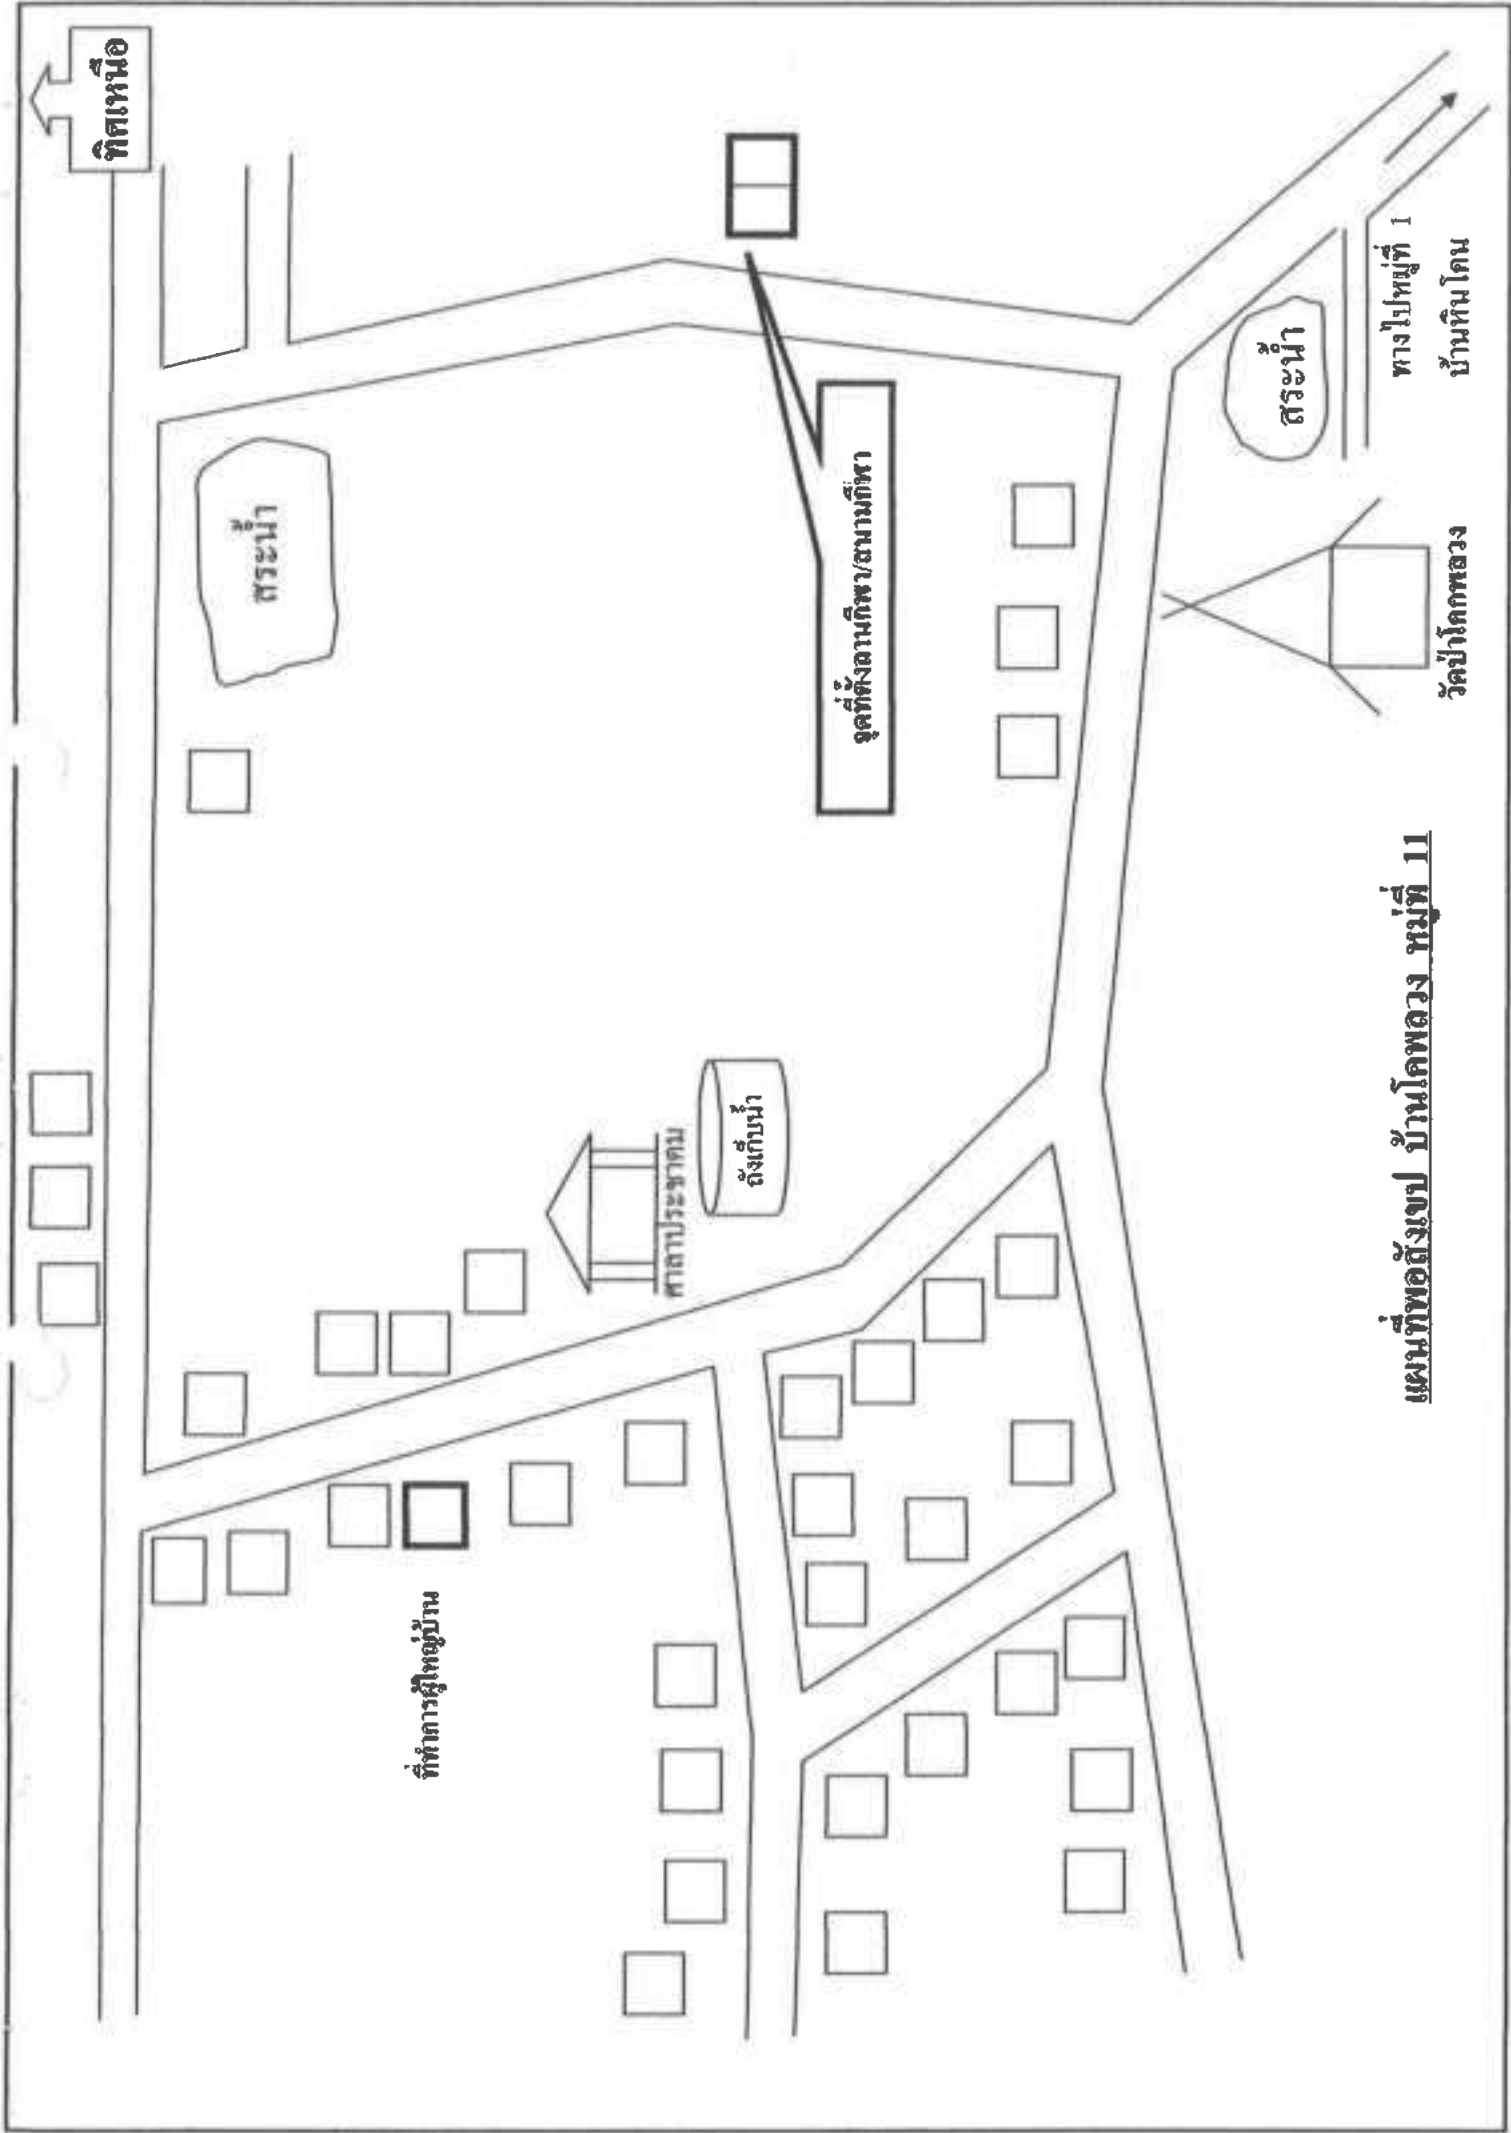 ทิศเหนือ
สระน้ำ
จุดที่ตั้งลานกีฬา/สนามกีฬา
ศาลาประชาคม
ถังเก็บน้ำ
ที่ทำการผู้ใหญ่บ้าน
สระน้ำ
ทางไปหมู่ที่ 1
บ้านหินโคน
วัดป่าโคกพลวง
แผนที่พอสังเขป บ้านโคพลวง หมู่ที่ 11